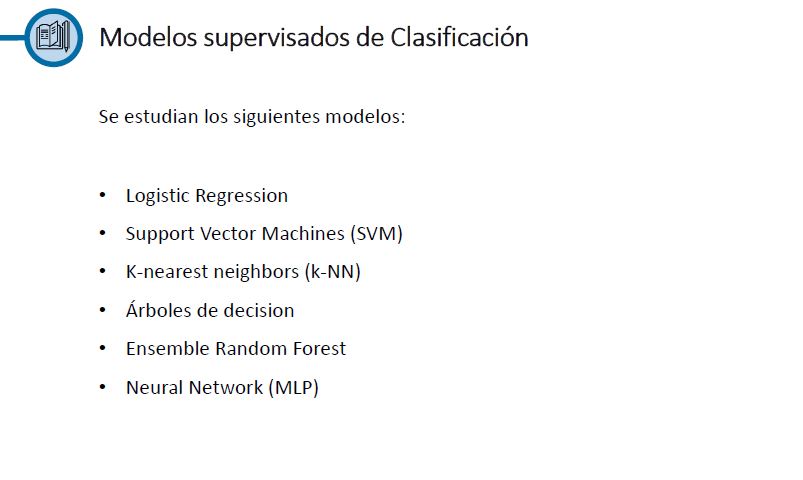 Modelos supervisados de Clasificación
Se estudian los siguientes modelos:
• Logistic Regression
• Support Vector Machines (SVM)
• K-nearest neighbors (k-NN)
• Árboles de decision
• Ensemble Random Forest
• Neural Network (MLP)